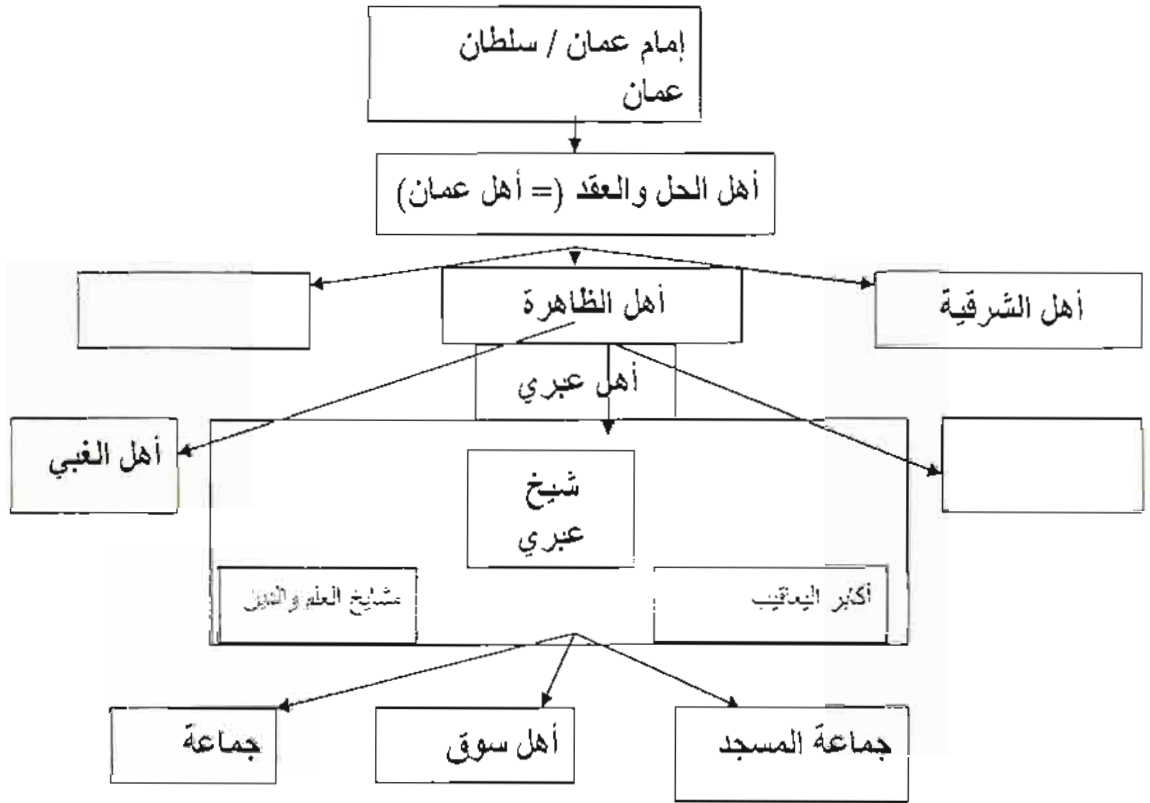 إمام عمان / سلطان
عمان
أهل الحل والعقد (= أهل عمان)
أهل الشرقية
أهل الظاهرة
أهل عبري
أهل الغبي
شيخ
عبري
أكابر اليعاقيب
مشايخ العلم والدين
جماعة المسجد
أهل سوق
جماعة